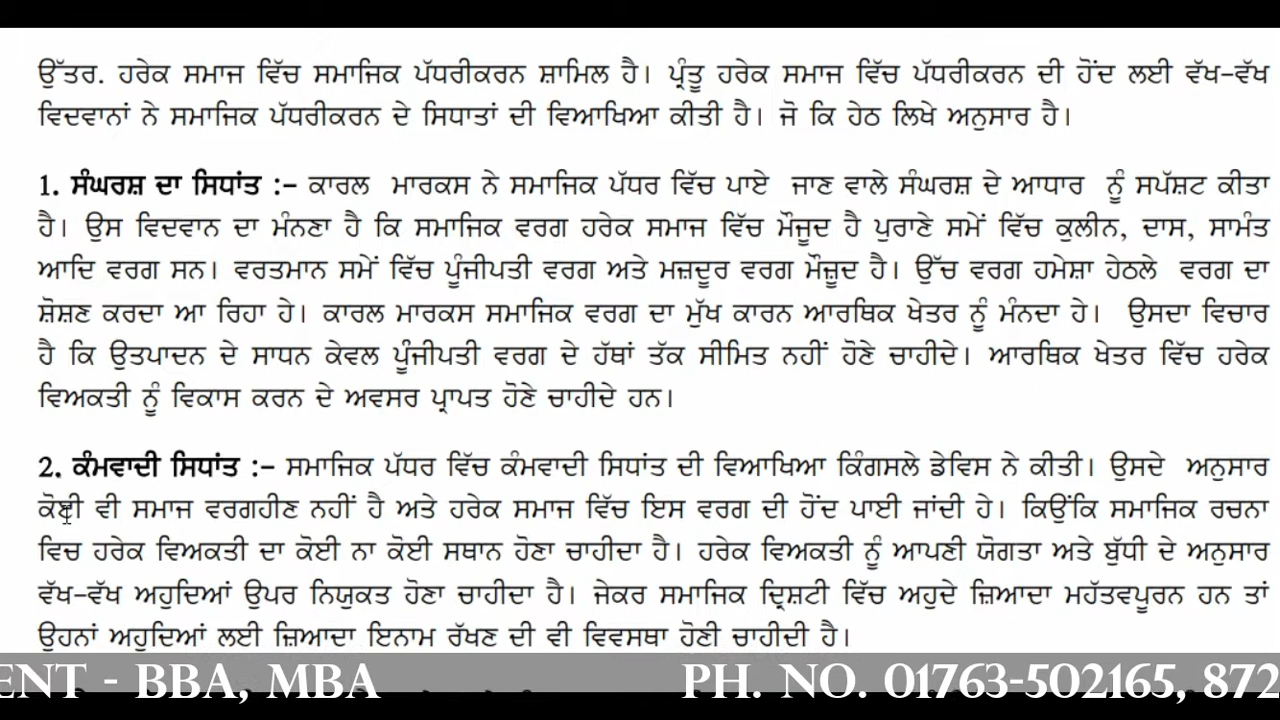 ਉੱਤਰ. ਹਰੇਕ ਸਮਾਜ ਵਿੱਚ ਸਮਾਜਿਕ ਪੱਧਰੀਕਰਨ ਸ਼ਾਮਿਲ ਹੈ। ਪ੍ਰੰਤੂ ਹਰੇਕ ਸਮਾਜ ਵਿੱਚ ਪੱਧਰੀਕਰਨ ਦੀ ਹੋਂਦ ਲਈ ਵੱਖ-ਵੱਖ
ਵਿਦਵਾਨਾਂ ਨੇ ਸਮਾਜਿਕ ਪੱਧਰੀਕਰਨ ਦੇ ਸਿਧਾਤਾਂ ਦੀ ਵਿਆਖਿਆ ਕੀਤੀ ਹੈ। ਜੋ ਕਿ ਹੇਠ ਲਿਖੇ ਅਨੁਸਾਰ ਹੈ।
1. ਸੰਘਰਸ਼ ਦਾ ਸਿਧਾਂਤ :- ਕਾਰਲ ਮਾਰਕਸ ਨੇ ਸਮਾਜਿਕ ਪੱਧਰ ਵਿੱਚ ਪਾਏ ਜਾਣ ਵਾਲੇ ਸੰਘਰਸ਼ ਦੇ ਆਧਾਰ ਨੂੰ ਸਪੱਸ਼ਟ ਕੀਤਾ
ਹੈ। ਉਸ ਵਿਦਵਾਨ ਦਾ ਮੰਨਣਾ ਹੈ ਕਿ ਸਮਾਜਿਕ ਵਰਗ ਹਰੇਕ ਸਮਾਜ ਵਿੱਚ ਮੌਜੂਦ ਹੈ ਪੁਰਾਣੇ ਸਮੇਂ ਵਿੱਚ ਕੁਲੀਨ, ਦਾਸ, ਸਾਮੰਤ
ਆਦਿ ਵਰਗ ਸਨ। ਵਰਤਮਾਨ ਸਮੇਂ ਵਿੱਚ ਪੂੰਜੀਪਤੀ ਵਰਗ ਅਤੇ ਮਜ਼ਦੂਰ ਵਰਗ ਮੌਜ਼ੂਦ ਹੈ। ਉੱਚ ਵਰਗ ਹਮੇਸ਼ਾ ਹੇਠਲੇ ਵਰਗ ਦਾ
ਸ਼ੋਸ਼ਣ ਕਰਦਾ ਆ ਰਿਹਾ ਹੇ। ਕਾਰਲ ਮਾਰਕਸ ਸਮਾਜਿਕ ਵਰਗ ਦਾ ਮੁੱਖ ਕਾਰਨ ਆਰਥਿਕ ਖੇਤਰ ਨੂੰ ਮੰਨਦਾ ਹੇ। ਉਸਦਾ ਵਿਚਾਰ
ਹੈ ਕਿ ਉਤਪਾਦਨ ਦੇ ਸਾਧਨ ਕੇਵਲ ਪੂੰਜੀਪਤੀ ਵਰਗ ਦੇ ਹੱਥਾਂ ਤੱਕ ਸੀਮਿਤ ਨਹੀਂ ਹੋਣੇ ਚਾਹੀਦੇ। ਆਰਥਿਕ ਖੇਤਰ ਵਿੱਚ ਹਰੇਕ
ਵਿਅਕਤੀ ਨੂੰ ਵਿਕਾਸ ਕਰਨ ਦੇ ਅਵਸਰ ਪ੍ਰਾਪਤ ਹੋਣੇ ਚਾਹੀਦੇ ਹਨ।
2. ਕੰਮਵਾਦੀ ਸਿਧਾਂਤ :- ਸਮਾਜਿਕ ਪੱਧਰ ਵਿੱਚ ਕੰਮਵਾਦੀ ਸਿਧਾਂਤ ਦੀ ਵਿਆਖਿਆ ਕਿੰਗਸਲੇ ਡੇਵਿਸ ਨੇ ਕੀਤੀ। ਉਸਦੇ ਅਨੁਸਾਰ
ਕੋਈ ਵੀ ਸਮਾਜ ਵਰਗਹੀਣ ਨਹੀਂ ਹੈ ਅਤੇ ਹਰੇਕ ਸਮਾਜ ਵਿੱਚ ਇਸ ਵਰਗ ਦੀ ਹੋਂਦ ਪਾਈ ਜਾਂਦੀ ਹੇ। ਕਿਉਂਕਿ ਸਮਾਜਿਕ ਰਚਨਾ
ਵਿਚ ਹਰੇਕ ਵਿਅਕਤੀ ਦਾ ਕੋਈ ਨਾ ਕੋਈ ਸਥਾਨ ਹੋਣਾ ਚਾਹੀਦਾ ਹੈ। ਹਰੇਕ ਵਿਅਕਤੀ ਨੂੰ ਆਪਣੀ ਯੋਗਤਾ ਅਤੇ ਬੁੱਧੀ ਦੇ ਅਨੁਸਾਰ
ਵੱਖ-ਵੱਖ ਅਹੁਦਿਆਂ ਉਪਰ ਨਿਯੁਕਤ ਹੋਣਾ ਚਾਹੀਦਾ ਹੈ। ਜੇਕਰ ਸਮਾਜਿਕ ਦ੍ਰਿਸ਼ਟੀ ਵਿੱਚ ਅਹੁਦੇ ਜ਼ਿਆਦਾ ਮਹੱਤਵਪੂਰਨ ਹਨ ਤਾਂ
ਉਹਨਾਂ ਅਹੁਦਿਆਂ ਲਈ ਜ਼ਿਆਦਾ ਇਨਾਮ ਰੱਖਣ ਦੀ ਵੀ ਵਿਵਸਥਾ ਹੋਣੀ ਚਾਹੀਦੀ ਹੈ।
ENT - BBA, MBA PH. NO. 01763-502165, 872